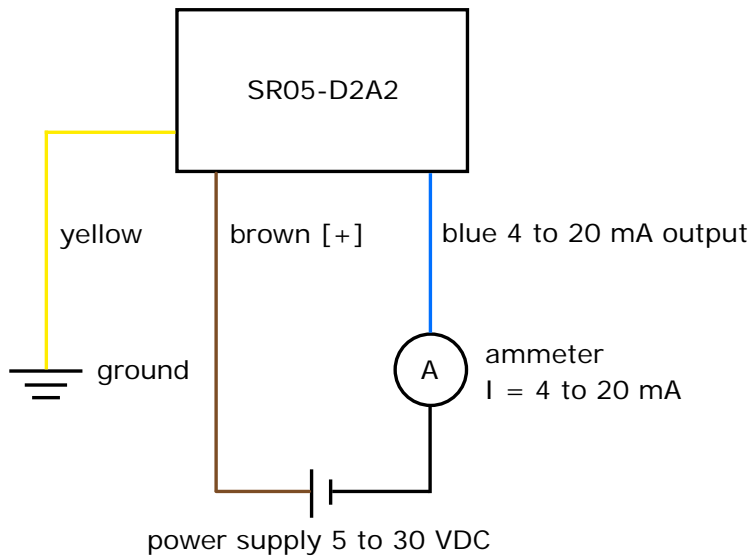 SR05-D2A2
yellow
brown [+]
blue 4 to 20 mA output
ground
A
ammeter
I = 4 to 20 mA
power supply 5 to 30 VDC